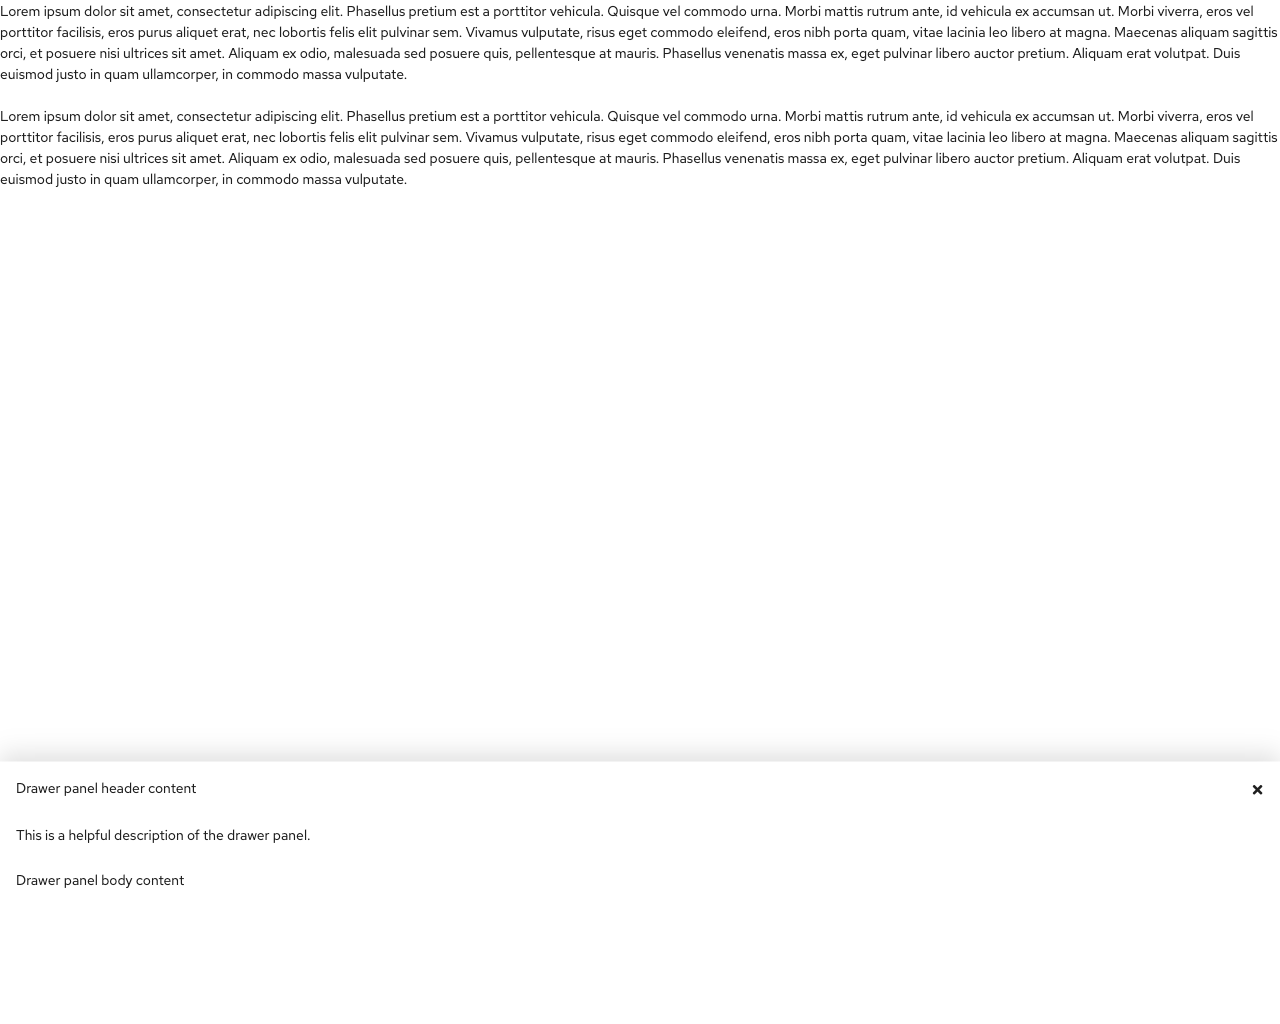 Lorem ipsum dolor sit amet, consectetur adipiscing elit. Phasellus pretium est a porttitor vehicula. Quisque vel commodo urna. Morbi mattis rutrum ante, id vehicula ex accumsan ut. Morbi viverra, eros vel
porttitor facilisis, eros purus aliquet erat, nec lobortis felis elit pulvinar sem. Vivamus vulputate, risus eget commodo eleifend, eros nibh porta quam, vitae lacinia leo libero at magna. Maecenas aliquam sagittis
orci, et posuere nisi ultrices sit amet. Aliquam ex odio, malesuada sed posuere quis, pellentesque at mauris. Phasellus venenatis massa ex, eget pulvinar libero auctor pretium. Aliquam erat volutpat. Duis
euismod justo in quam ullamcorper, in commodo massa vulputate.
Lorem ipsum dolor sit amet, consectetur adipiscing elit. Phasellus pretium est a porttitor vehicula. Quisque vel commodo urna. Morbi mattis rutrum ante, id vehicula ex accumsan ut. Morbi viverra, eros vel
porttitor facilisis, eros purus aliquet erat, nec lobortis felis elit pulvinar sem. Vivamus vulputate, risus eget commodo eleifend, eros nibh porta quam, vitae lacinia leo libero at magna. Maecenas aliquam sagittis
orci, et posuere nisi ultrices sit amet. Aliquam ex odio, malesuada sed posuere quis, pellentesque at mauris. Phasellus venenatis massa ex, eget pulvinar libero auctor pretium. Aliquam erat volutpat. Duis
euismod justo in quam ullamcorper, in commodo massa vulputate.
Drawer panel header content
This is a helpful description of the drawer panel.
Drawer panel body content